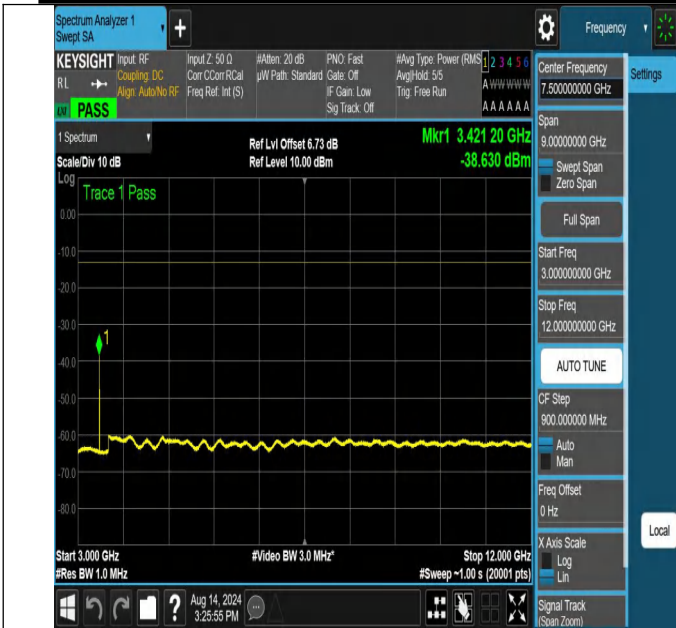 Spectrum Analyzer 1
Swept SA
+
Frequency
KEYSIGHT
RL
PASS
Input: RF
Coupling: DC
Align: Auto/No RF
Input Z: 50 Ω
Corr CCorr RCal
Freq Ref: Int (S)
#Atten: 20 dB
µW Path: Standard
PNO: Fast
Gate: Off
IF Gain: Low
Sig Track: Off
#Avg Type: Power (RMS
Avg|Hold: 5/5
Trig: Free Run
1 2 3 4 5 6
A W W W W W
A A A A A A
1 Spectrum
Scale/Div 10 dB
Log
Ref Lvl Offset 6.73 dB
Ref Level 10.00 dBm
Mkr1 3.421 20 GHz
-38.630 dBm
Trace 1 Pass
0.00
-10.0
-20.0
-30.0
1
-40.0
-50.0
-60.0
-70.0
-80.0
Start 3.000 GHz
#Res BW 1.0 MHz
#Video BW 3.0 MHz*
Stop 12.000 GHz
#Sweep ~1.00 s (20001 pts)
Aug 14, 2024
3:25:55 PM
Center Frequency
7.500000000 GHz
Settings
Span
9.00000000 GHz
Swept Span
Zero Span
Full Span
Start Freq
3.000000000 GHz
Stop Freq
12.000000000 GHz
AUTO TUNE
CF Step
900.000000 MHz
Auto
Man
Freq Offset
0 Hz
Local
X Axis Scale
Log
Lin
Signal Track
(Span Zoom)